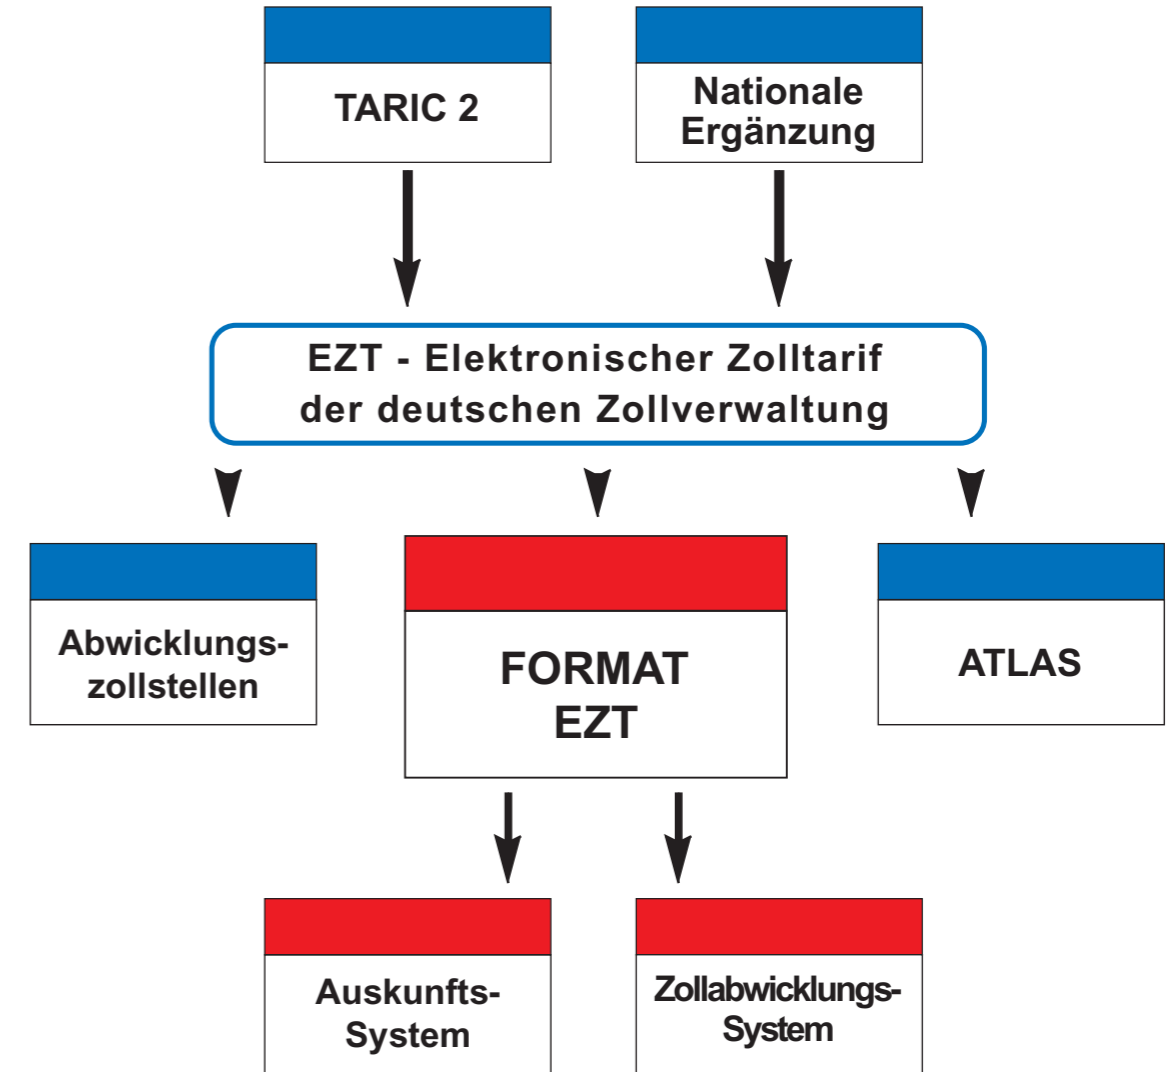 TARIC 2
Nationale
Ergänzung
EZT - Elektronischer Zolltarif
der deutschen Zollverwaltung
Abwicklungs-
zollstellen
FORMAT
EZT
ATLAS
Auskunfts-
System
Zollabwicklungs-
System